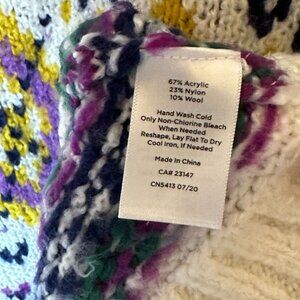 67% Acrylic
23% Nylon
10% Wool
Hand Wash Cold
Only Non-Chlorine Bleach
When Needed
Reshape, Lay Flat To Dry
Cool Iron, If Needed
Made In China
CA# 23147
CN5413 07/20